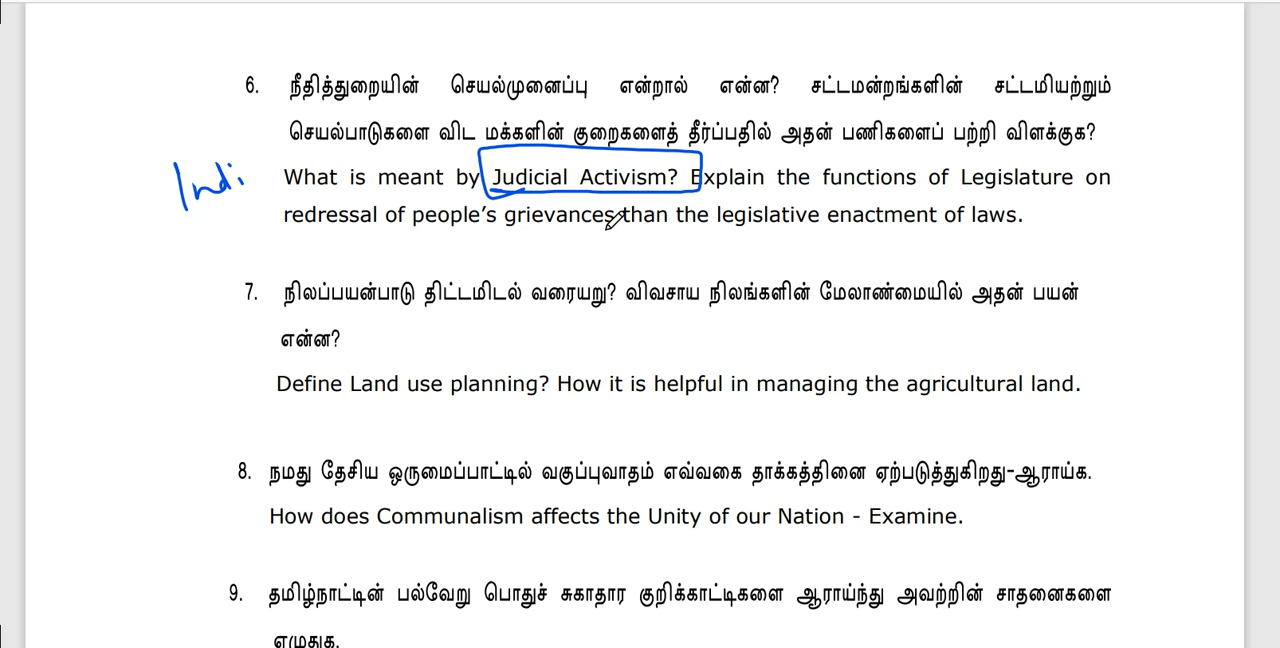 6. நீதித்துறையின் செயல்முனைப்பு என்றால் என்ன? சட்டமன்றங்களின் சட்டமியற்றும்
செயல்பாடுகளை விட மக்களின் குறைகளைத் தீர்ப்பதில் அதன் பணிகளைப் பற்றி விளக்குக?
Indi What is meant by Judicial Activism? Explain the functions of Legislature on
redressal of people's grievances than the legislative enactment of laws.
7. நிலப்பயன்பாடு திட்டமிடல் வரையறு? விவசாய நிலங்களின் மேலாண்மையில் அதன் பயன்
என்ன?
Define Land use planning? How it is helpful in managing the agricultural land.
8. நமது தேசிய ஒருமைப்பாட்டில் வகுப்புவாதம் எவ்வகை தாக்கத்தினை ஏற்படுத்துகிறது-ஆராய்க.
How does Communalism affects the Unity of our Nation - Examine.
9. தமிழ்நாட்டின் பல்வேறு பொதுச் சுகாதார குறிக்காட்டிகளை ஆராய்ந்து அவற்றின் சாதனைகளை
எழுதுக.